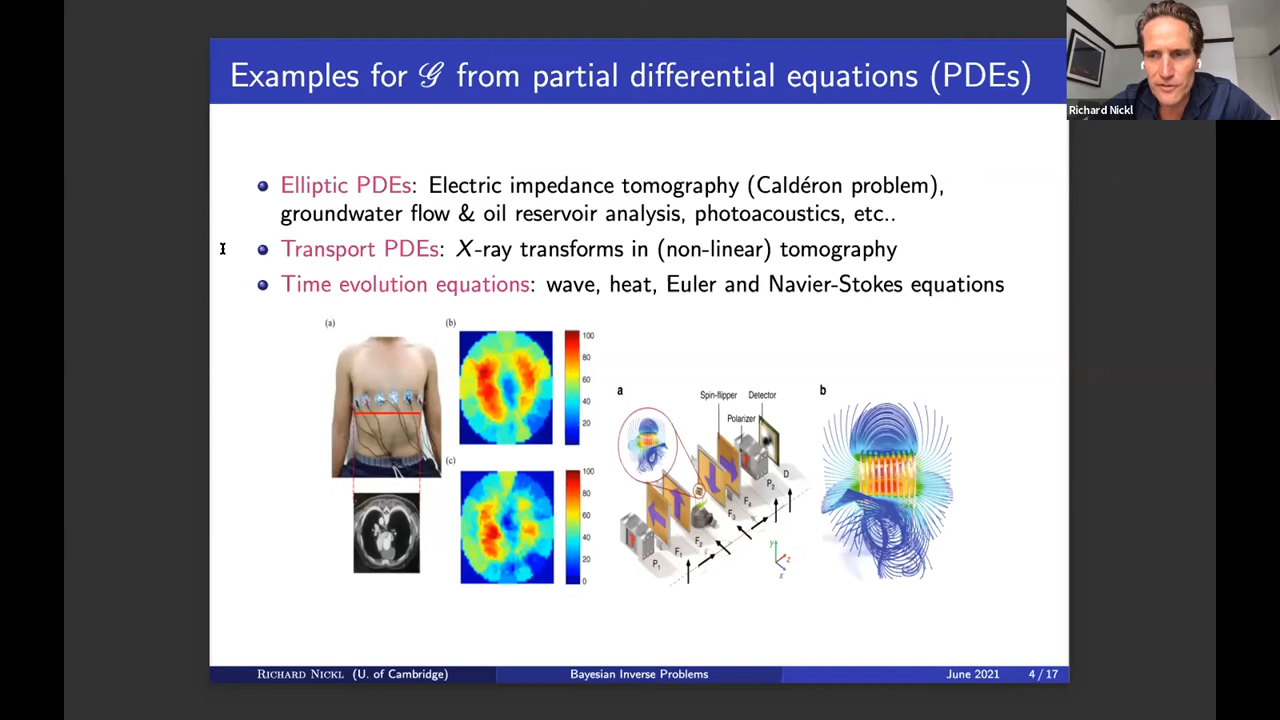 Examples for 𝒢 from partial differential equations (PDEs)
Richard Nickl
Elliptic PDEs: Electric impedance tomography (Caldéron problem),
groundwater flow & oil reservoir analysis, photoacoustics, etc..
Transport PDEs: X-ray transforms in (non-linear) tomography
Time evolution equations: wave, heat, Euler and Navier-Stokes equations
(a)
(b)
100
80
60
40
20
(c)
100
80
60
40
20
0
a
Spin-flipper
Detector
Polarizer
D
P2
F4
F3
F2
F1
P1
y
z
x
b
Richard Nickl (U. of Cambridge)
Bayesian Inverse Problems
June 2021
4 / 17